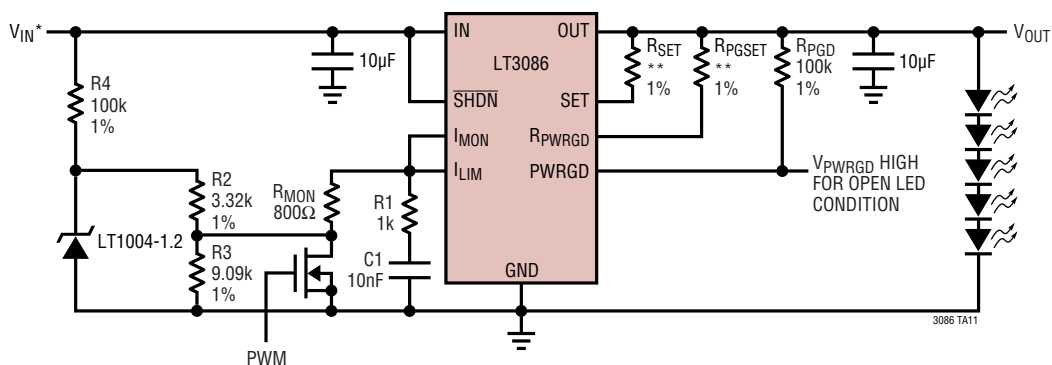 VIN*
IN
OUT
VOUT
LT3086
10µF
RSET
**
1%
RPGSET
**
1%
RPGD
100k
1%
10µF
R4
100k
1%
SHDN
SET
IMON
RPWRGD
ILIM
PWRGD
VPWRGD HIGH
FOR OPEN LED
CONDITION
R2
3.32k
1%
RMON
800Ω
R1
1k
LT1004-1.2
R3
9.09k
1%
C1
10nF
GND
PWM
3086 TA11